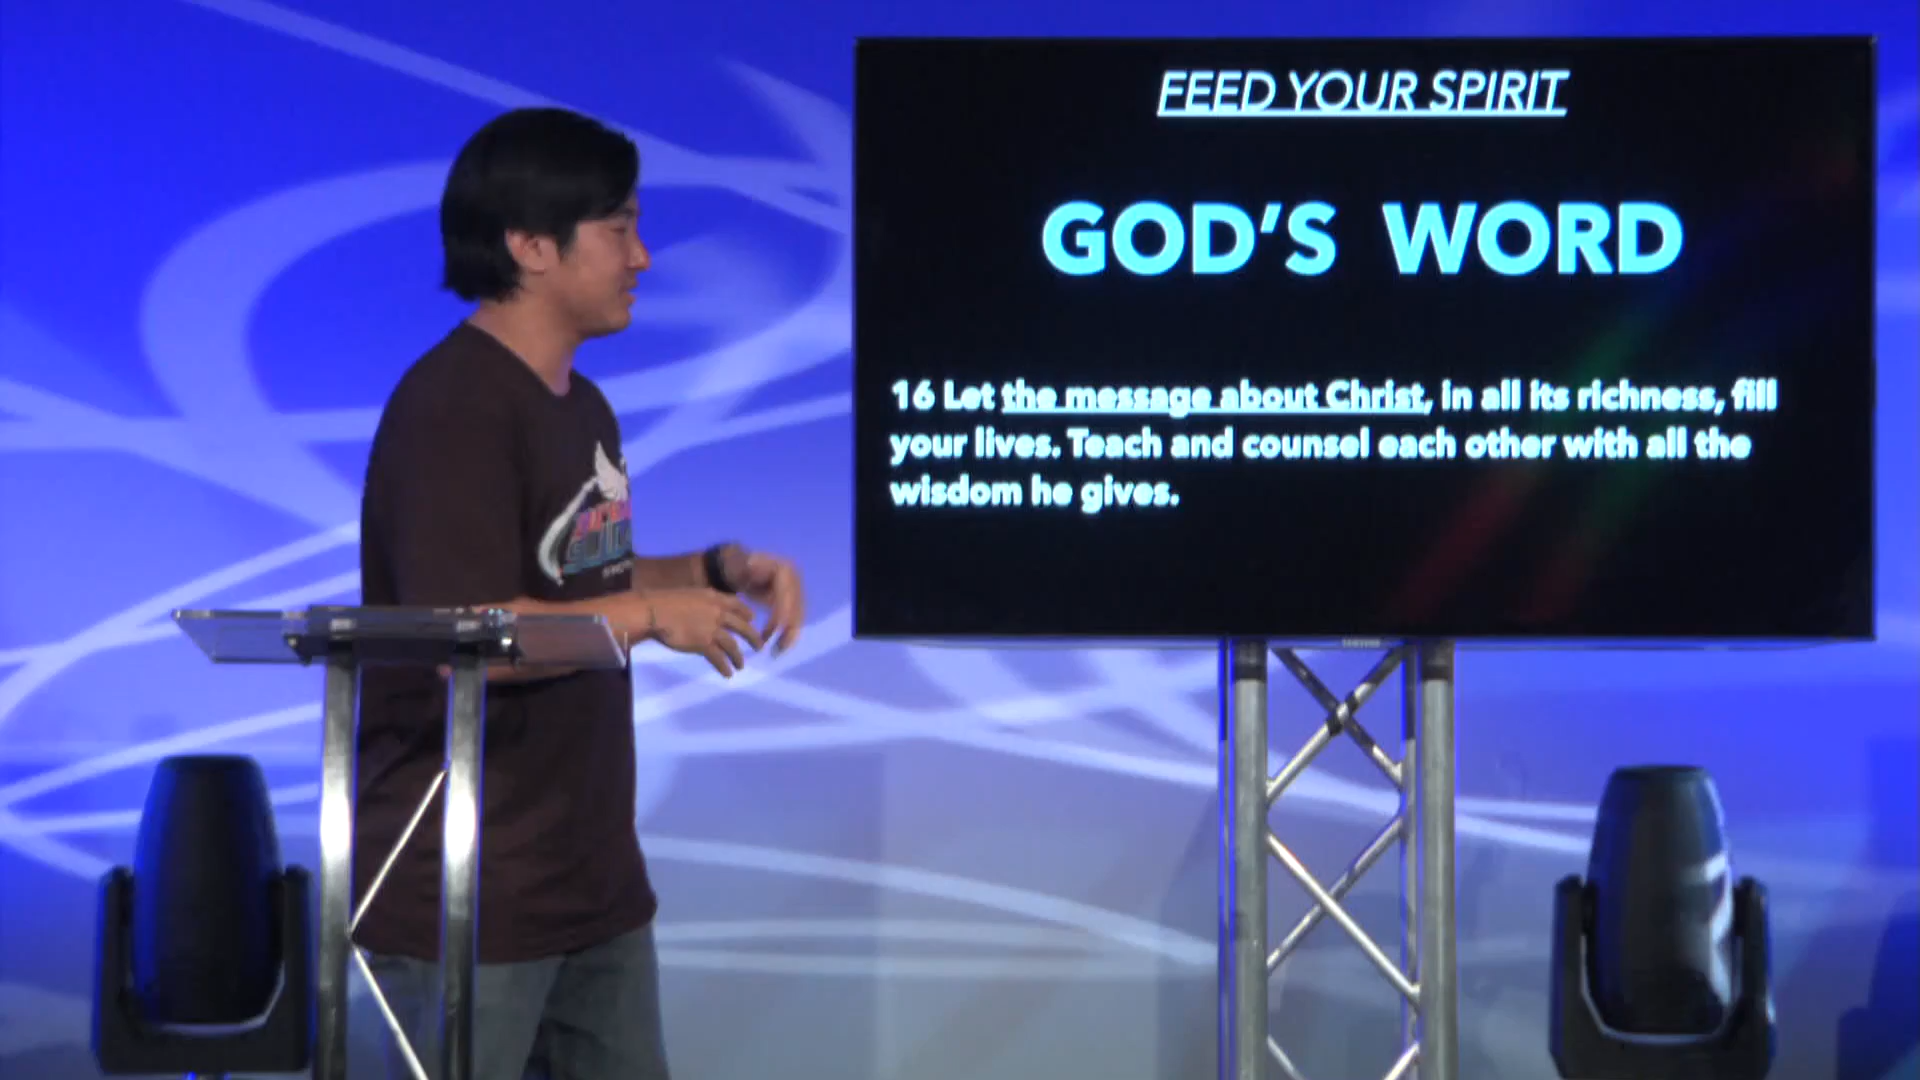 FEED YOUR SPIRIT
GOD'S WORD
16 Let the message about Christ, in all its richness, fill
your lives. Teach and counsel each other with all the
wisdom he gives.